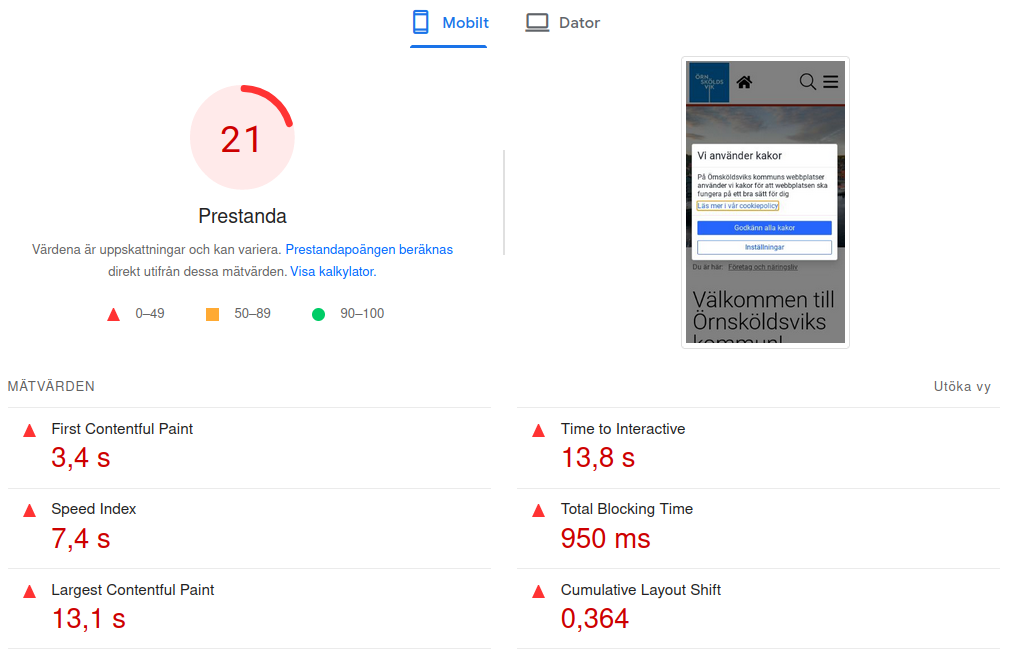 Mobilt
Dator
21
Prestanda
Värdena är uppskattningar och kan variera. Prestandapoängen beräknas
direkt utifrån dessa mätvärden. Visa kalkylator.
0–49
50–89
90–100
ÖRN
SKÖLDS
VIK
Vi använder kakor
På Örnsköldsviks kommuns webbplatser
använder vi kakor för att webbplatsen ska
fungera på ett bra sätt för dig
Läs mer i vår cookiepolicy
Godkänn alla kakor
Inställningar
Du är här: Företag och näringsliv
Välkommen till
Örnsköldsviks
kommun!
MÄTVÄRDEN
Utöka vy
First Contentful Paint
3,4 s
Time to Interactive
13,8 s
Speed Index
7,4 s
Total Blocking Time
950 ms
Largest Contentful Paint
13,1 s
Cumulative Layout Shift
0,364